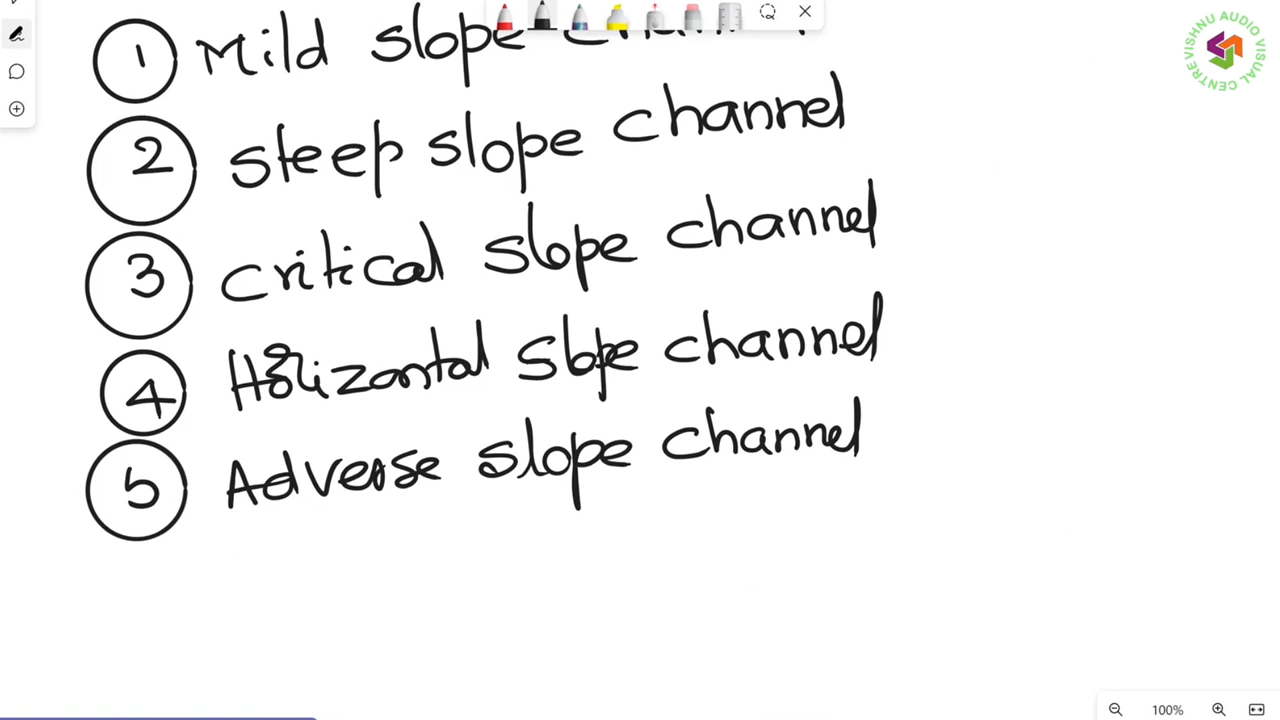 1 Mild slope channel
2 steep slope channel
3 critical slope channel
4 Horizontal slope channel
5 Adverse slope channel
VISHNU AUDIO VISUAL CENTRE
100%